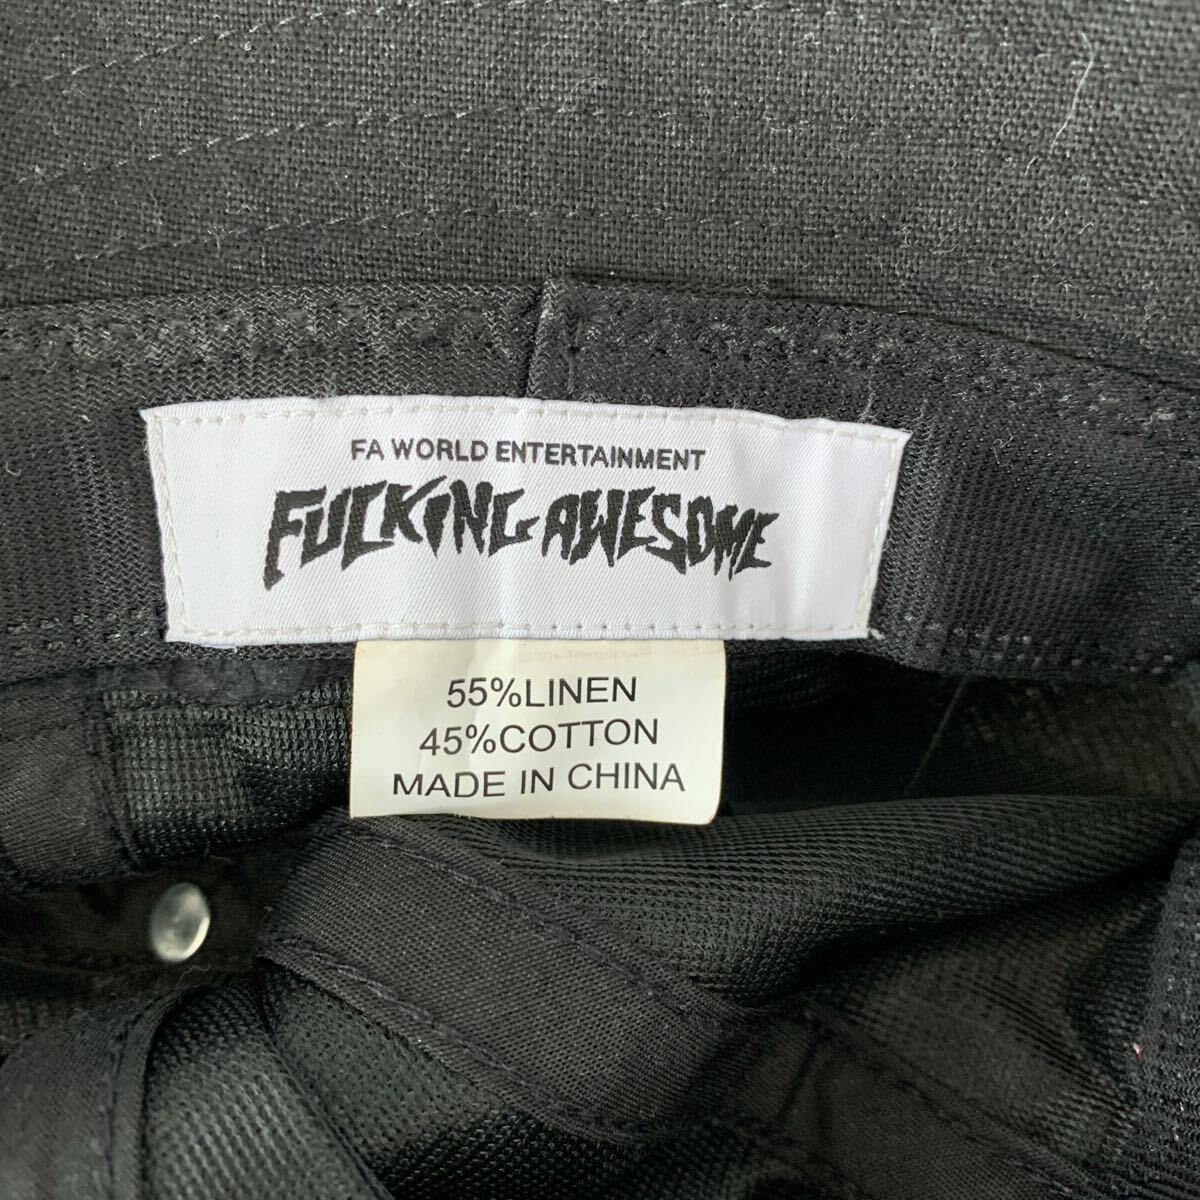 FA WORLD ENTERTAINMENT
FUCKING AWESOME
55%LINEN
45%COTTON
MADE IN CHINA